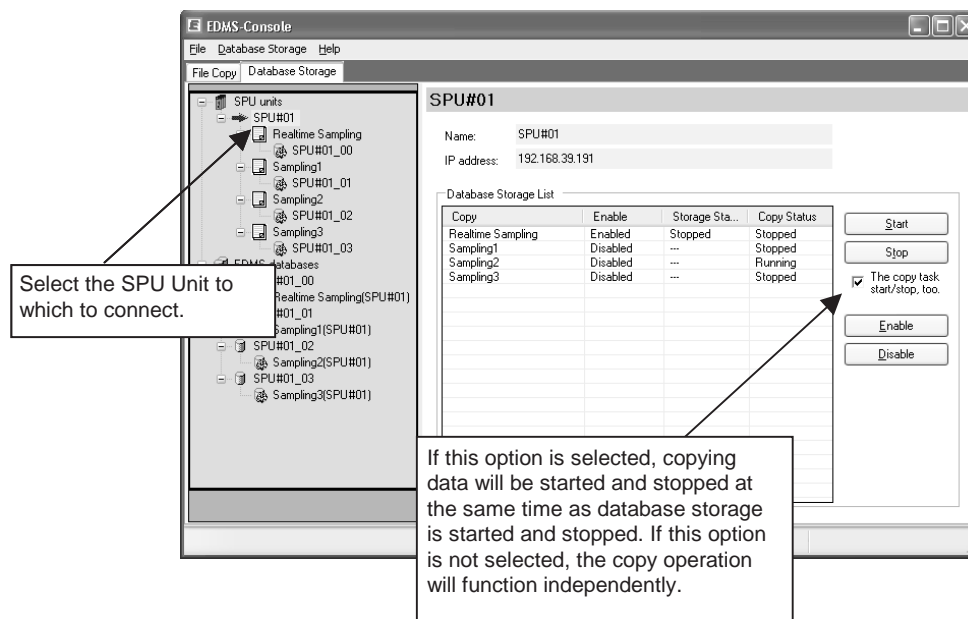 EDMS-Console
File Database Storage Help
File Copy Database Storage
SPU units
SPU#01
Realtime Sampling
SPU#01_00
Sampling1
SPU#01_01
Sampling2
SPU#01_02
Sampling3
SPU#01_03
EDMS databases
#01_00
Realtime Sampling(SPU#01)
#01_01
Sampling1(SPU#01)
SPU#01_02
Sampling2(SPU#01)
SPU#01_03
Sampling3(SPU#01)
Select the SPU Unit to
which to connect.
SPU#01
Name: SPU#01
IP address: 192.168.39.191
Database Storage List
Copy Enable Storage Sta... Copy Status
Realtime Sampling Enabled Stopped Stopped
Sampling1 Disabled --- Stopped
Sampling2 Disabled --- Running
Sampling3 Disabled --- Stopped
Start
Stop
The copy task
start/stop, too.
Enable
Disable
If this option is selected, copying
data will be started and stopped at
the same time as database storage
is started and stopped. If this option
is not selected, the copy operation
will function independently.